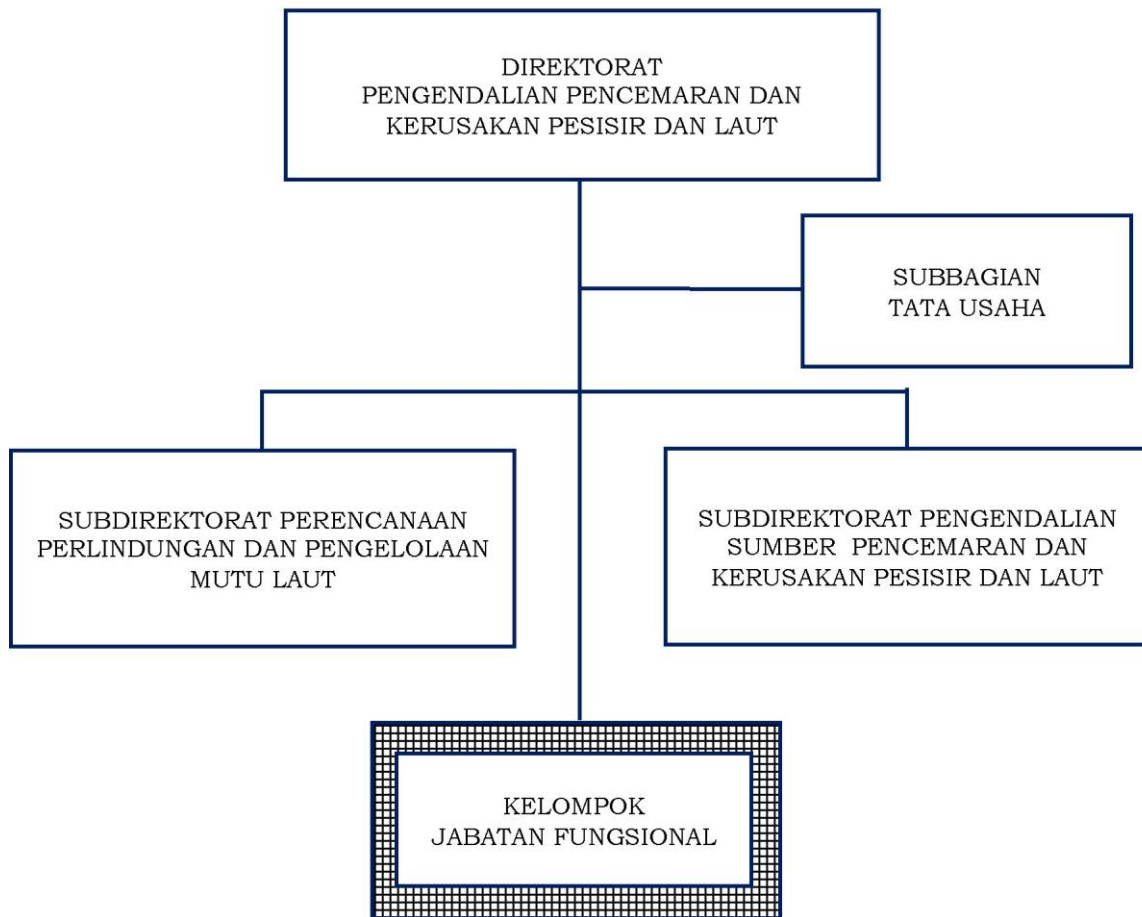 DIREKTORAT
PENGENDALIAN PENCEMARAN DAN
KERUSAKAN PESISIR DAN LAUT
SUBBAGIAN
TATA USAHA
SUBDIREKTORAT PERENCANAAN
PERLINDUNGAN DAN PENGELOLAAN
MUTU LAUT
SUBDIREKTORAT PENGENDALIAN
SUMBER PENCEMARAN DAN
KERUSAKAN PESISIR DAN LAUT
KELOMPOK
JABATAN FUNGSIONAL